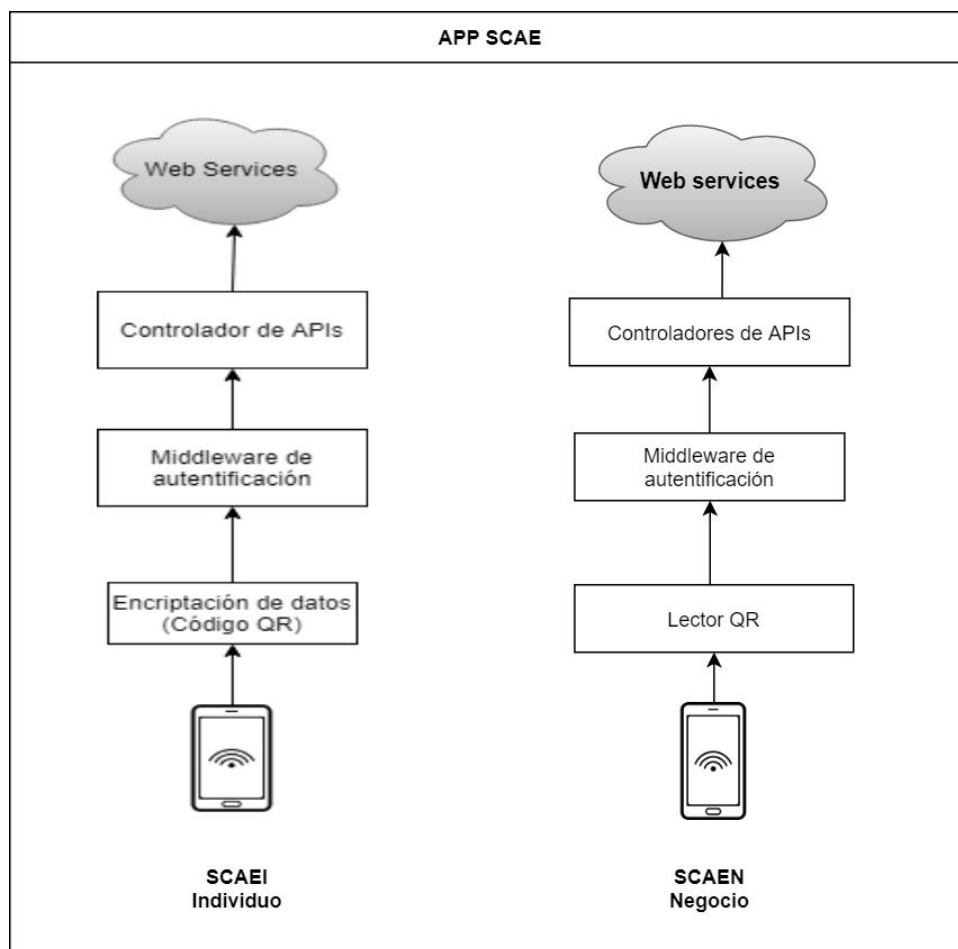 APP SCAE
Web Services
Controlador de APIs
Middleware de
autentificación
Encriptación de datos
(Código QR)
SCAEI
Individuo
Web services
Controladores de APIs
Middleware de
autentificación
Lector QR
SCAEN
Negocio